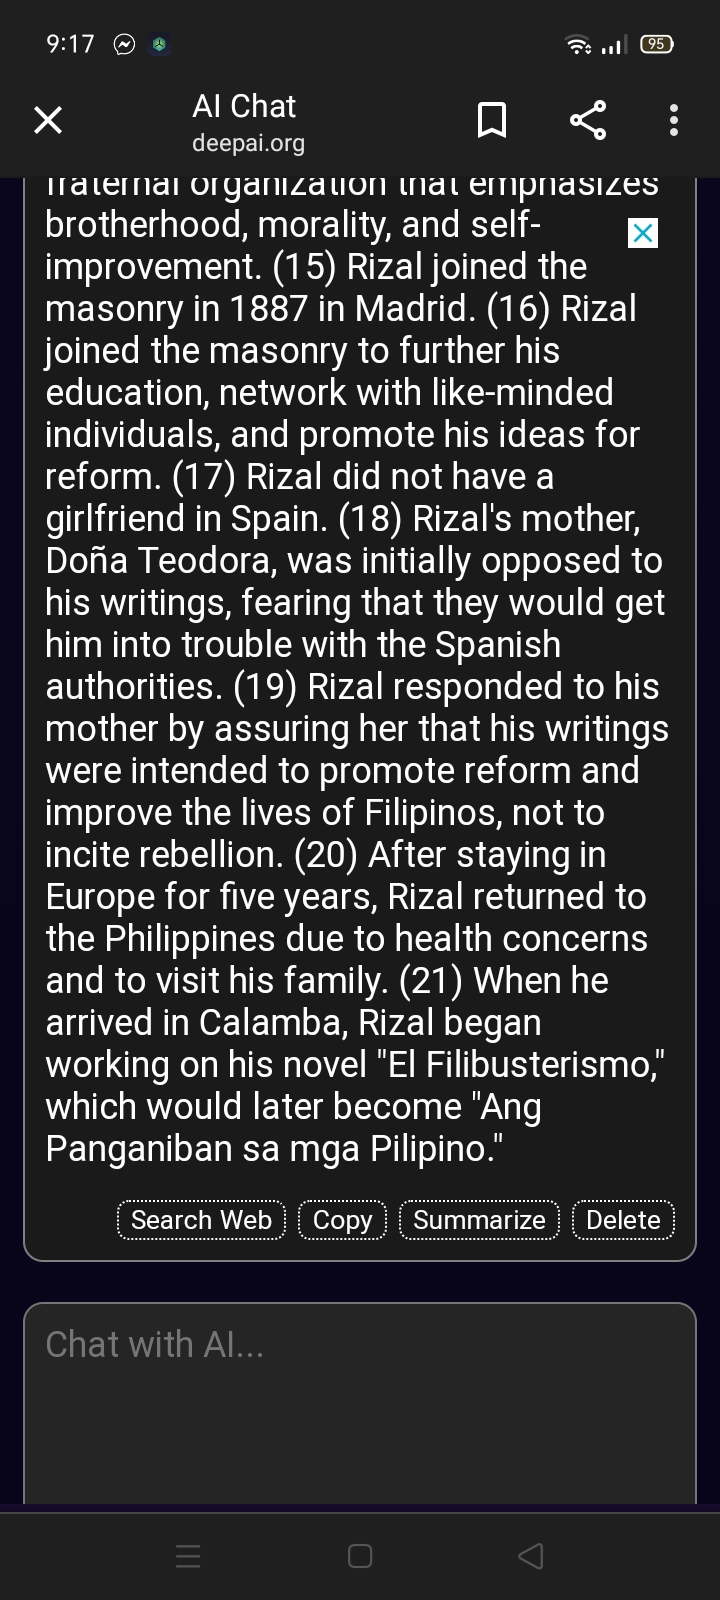 9:17
95
AI Chat
deepai.org
fraternal organization that emphasizes
brotherhood, morality, and self-
improvement. (15) Rizal joined the
masonry in 1887 in Madrid. (16) Rizal
joined the masonry to further his
education, network with like-minded
individuals, and promote his ideas for
reform. (17) Rizal did not have a
girlfriend in Spain. (18) Rizal's mother,
Doña Teodora, was initially opposed to
his writings, fearing that they would get
him into trouble with the Spanish
authorities. (19) Rizal responded to his
mother by assuring her that his writings
were intended to promote reform and
improve the lives of Filipinos, not to
incite rebellion. (20) After staying in
Europe for five years, Rizal returned to
the Philippines due to health concerns
and to visit his family. (21) When he
arrived in Calamba, Rizal began
working on his novel "El Filibusterismo,"
which would later become "Ang
Panganiban sa mga Pilipino."
Search Web Copy Summarize Delete
Chat with AI...